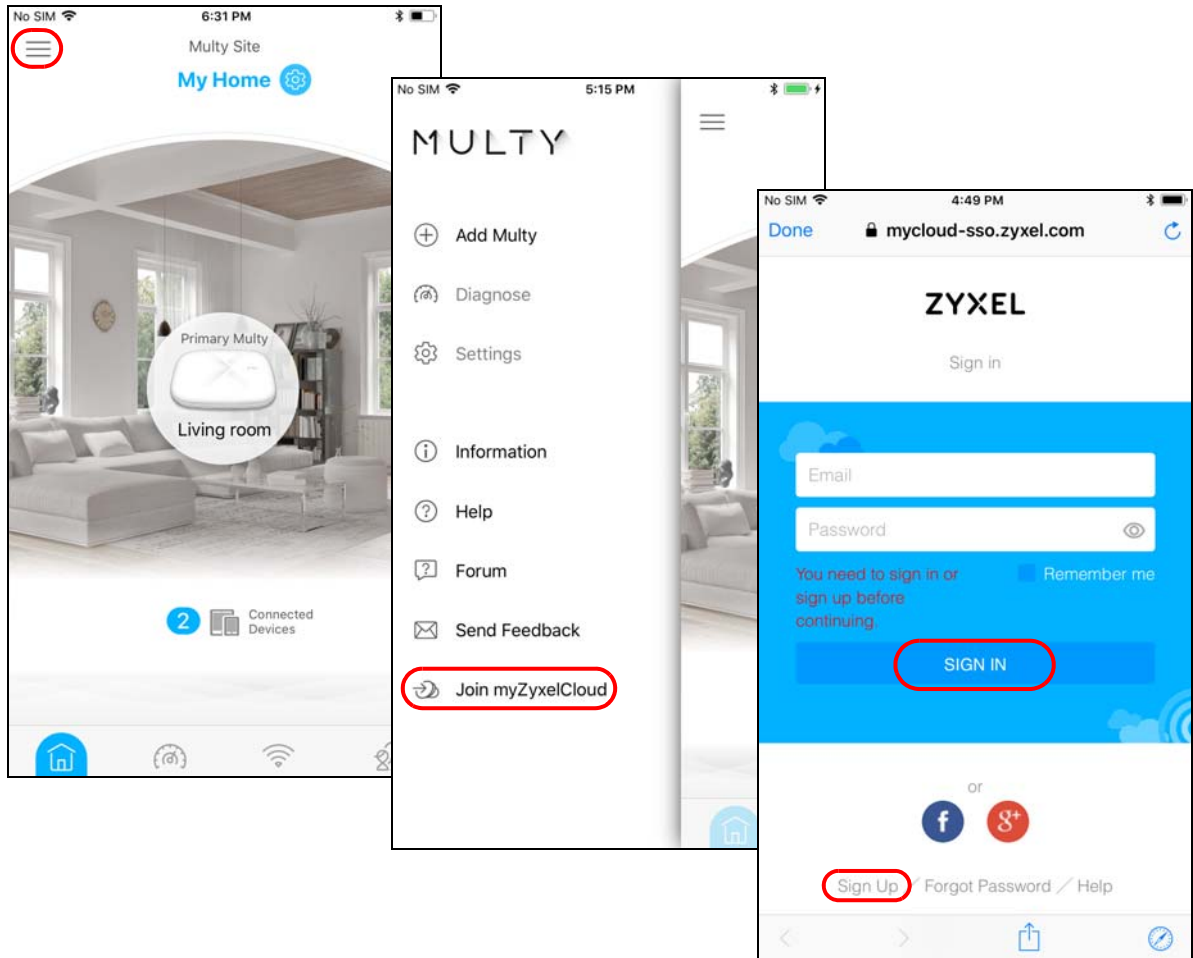 No SIM 6:31 PM
Multy Site
My Home
Primary Multy
Living room
2 Connected
Devices
No SIM 5:15 PM
MULTY
Add Multy
Diagnose
Settings
Information
Help
Forum
Send Feedback
Join myZyxelCloud
No SIM 4:49 PM
Done mycloud-sso.zyxel.com
ZYXEL
Sign in
Email
Password
You need to sign in or
sign up before
continuing.
Remember me
SIGN IN
or
f g+
Sign Up / Forgot Password / Help